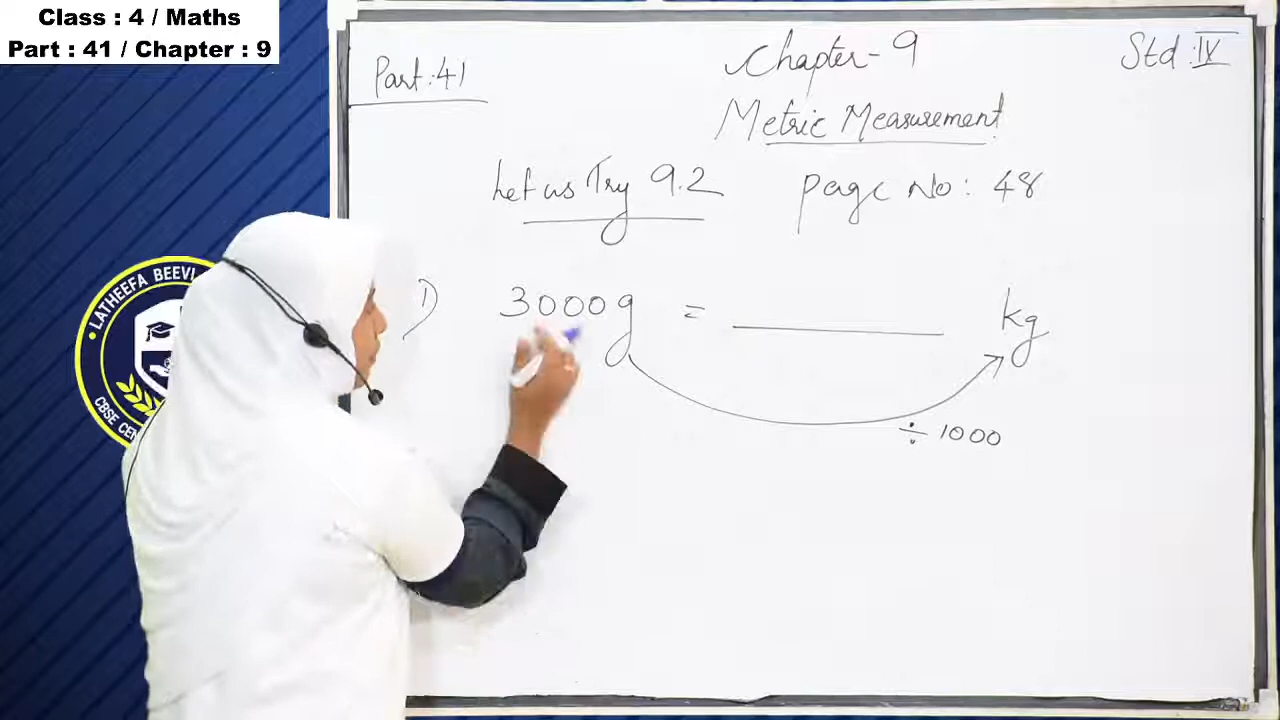 Class : 4 / Maths
Part : 41 / Chapter : 9
Part:41
Chapter-9
Std:IV
Metric Measurement
Let us Try 9.2 Page No: 48
1) 3000g = ________ kg
÷ 1000
LATHEEFA BEEVI
CBSE CEN